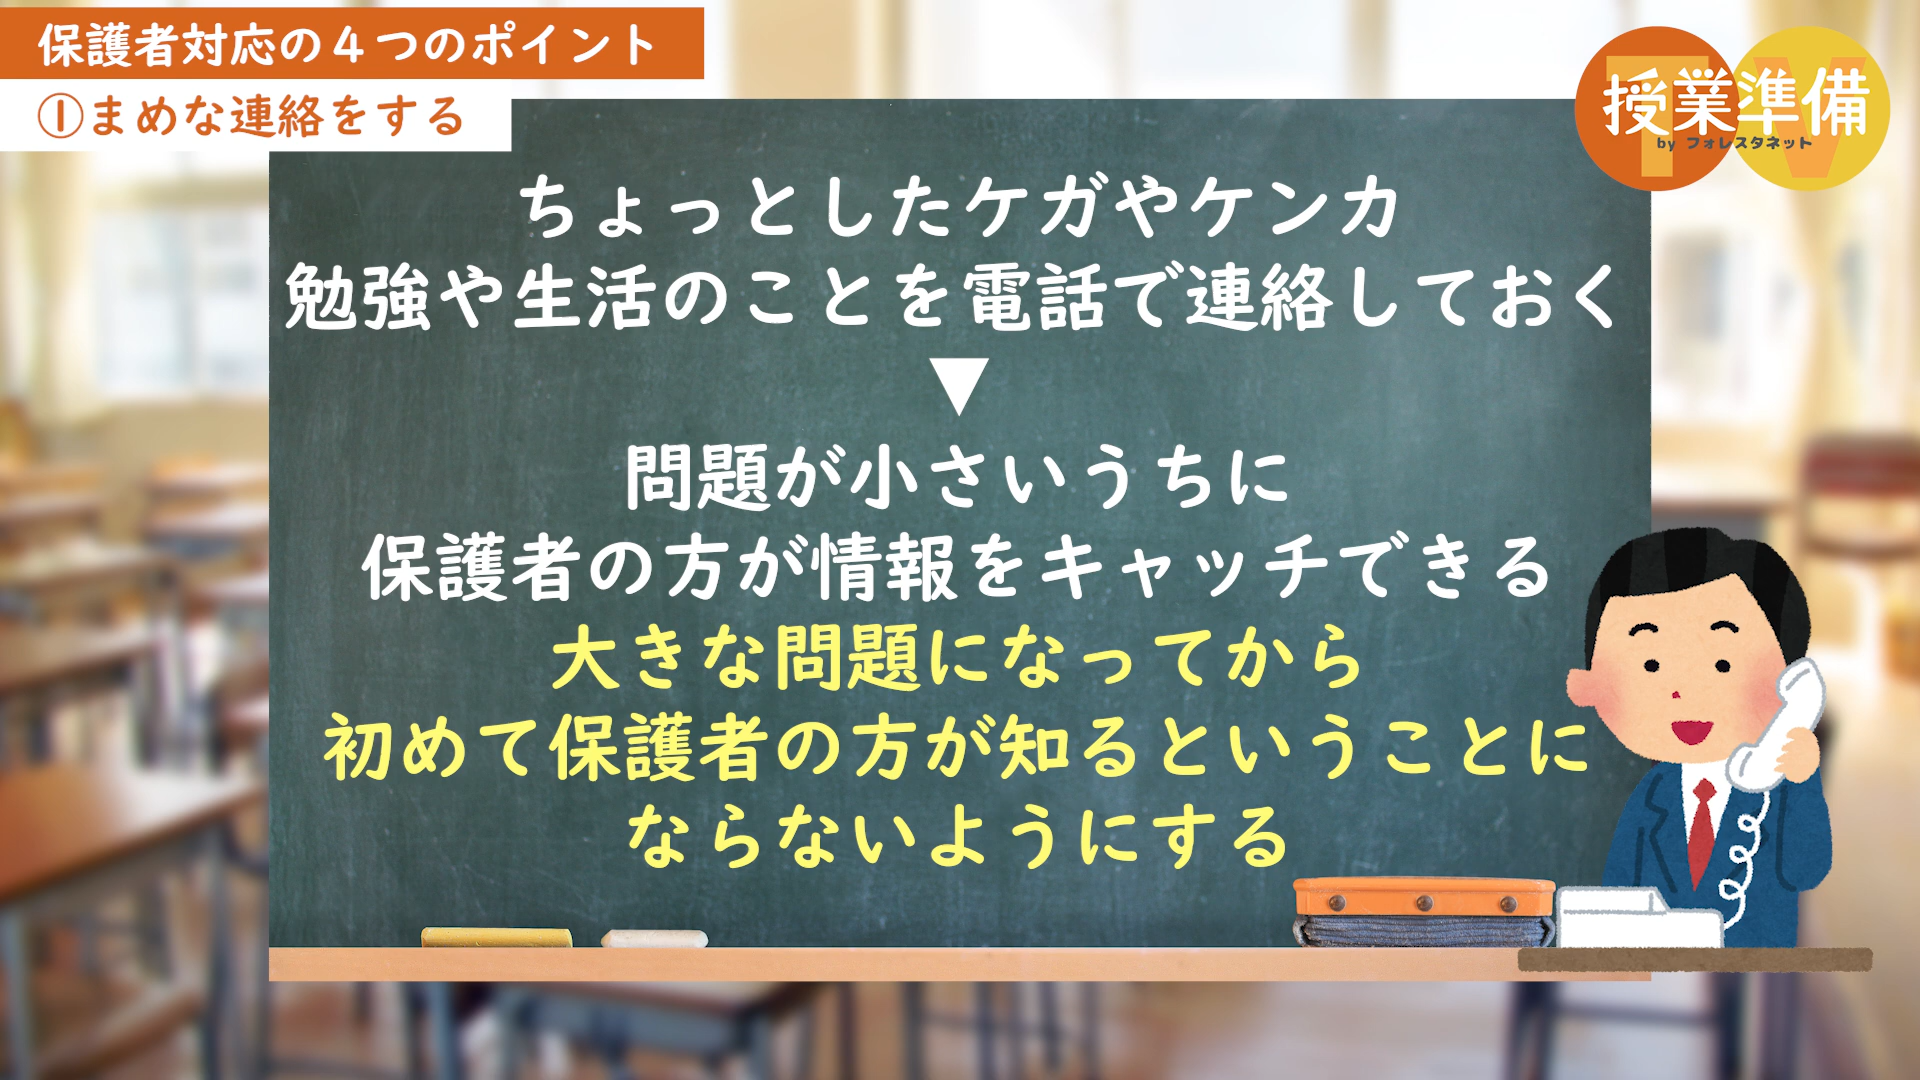 保護者対応の４つのポイント
①まめな連絡をする
授業準備
by フォレスタネット
TV
ちょっとしたケガやケンカ
勉強や生活のことを電話で連絡しておく
▼
問題が小さいうちに
保護者の方が情報をキャッチできる
大きな問題になってから
初めて保護者の方が知るということに
ならないようにする